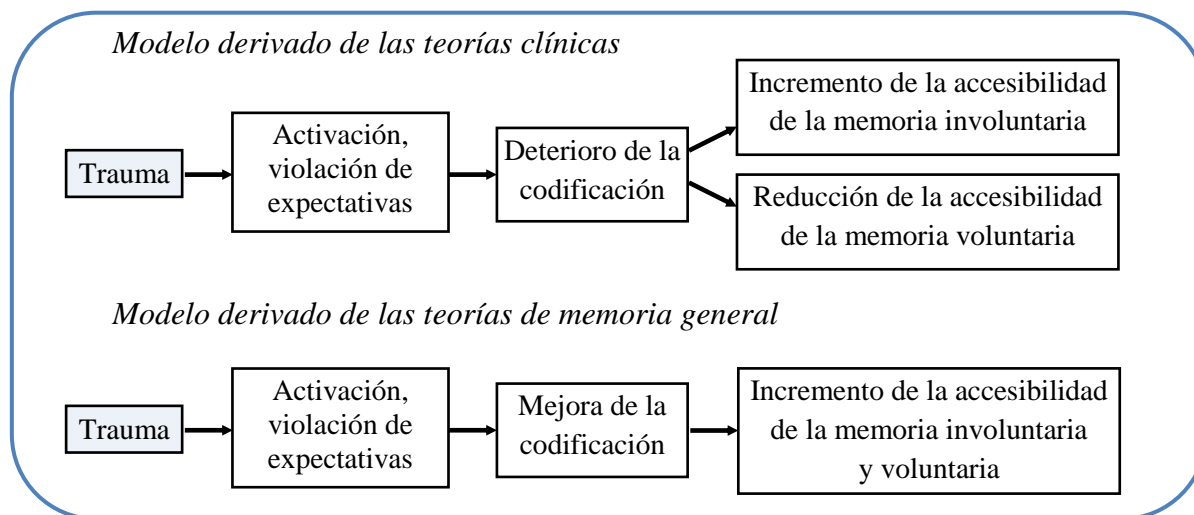 Modelo derivado de las teorías clínicas
Trauma
Activación,
violación de
expectativas
Deterioro de la
codificación
Incremento de la accesibilidad
de la memoria involuntaria
Reducción de la accesibilidad
de la memoria voluntaria
Modelo derivado de las teorías de memoria general
Trauma
Activación,
violación de
expectativas
Mejora de la
codificación
Incremento de la accesibilidad
de la memoria involuntaria
y voluntaria